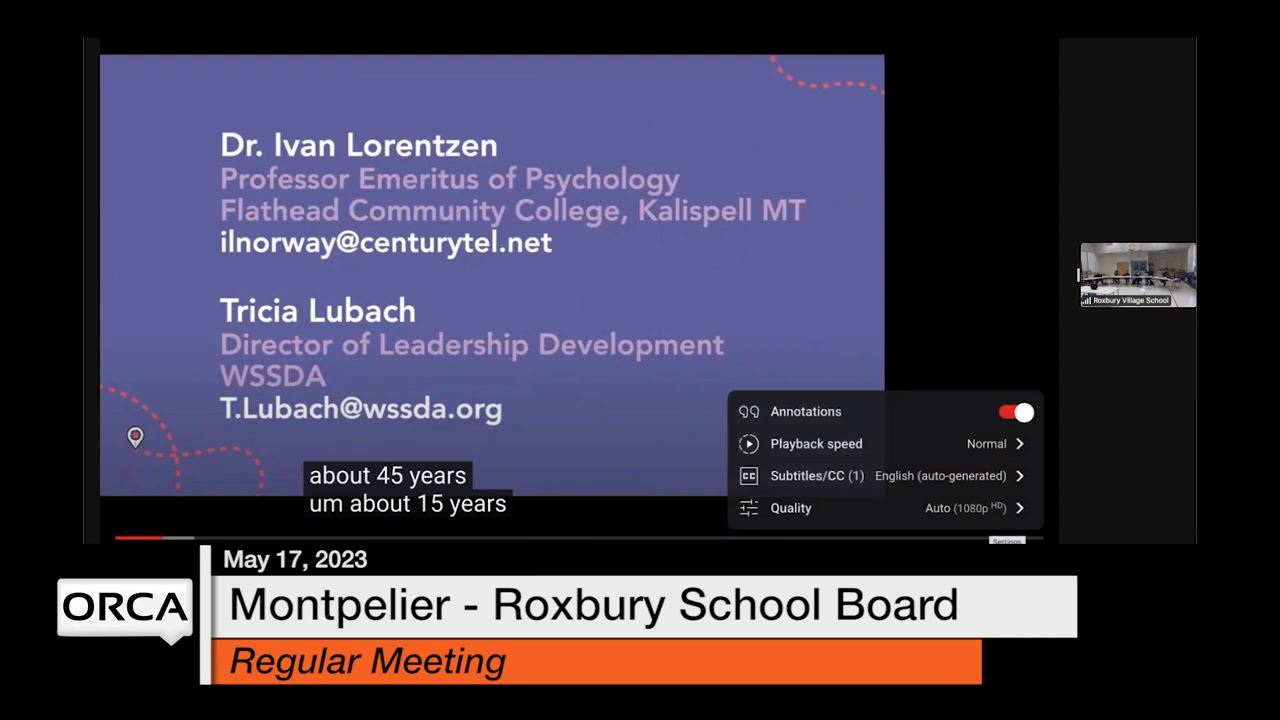 Dr. Ivan Lorentzen
Professor Emeritus of Psychology
Flathead Community College, Kalispell MT
ilnorway@centurytel.net
Tricia Lubach
Director of Leadership Development
WSSDA
T.Lubach@wssda.org
about 45 years
um about 15 years
Annotations
Playback speed Normal
CC Subtitles/CC (1) English (auto-generated)
Quality Auto (1080p HD)
Settings
Roxbury Village School
May 17, 2023
ORCA
Montpelier - Roxbury School Board
Regular Meeting